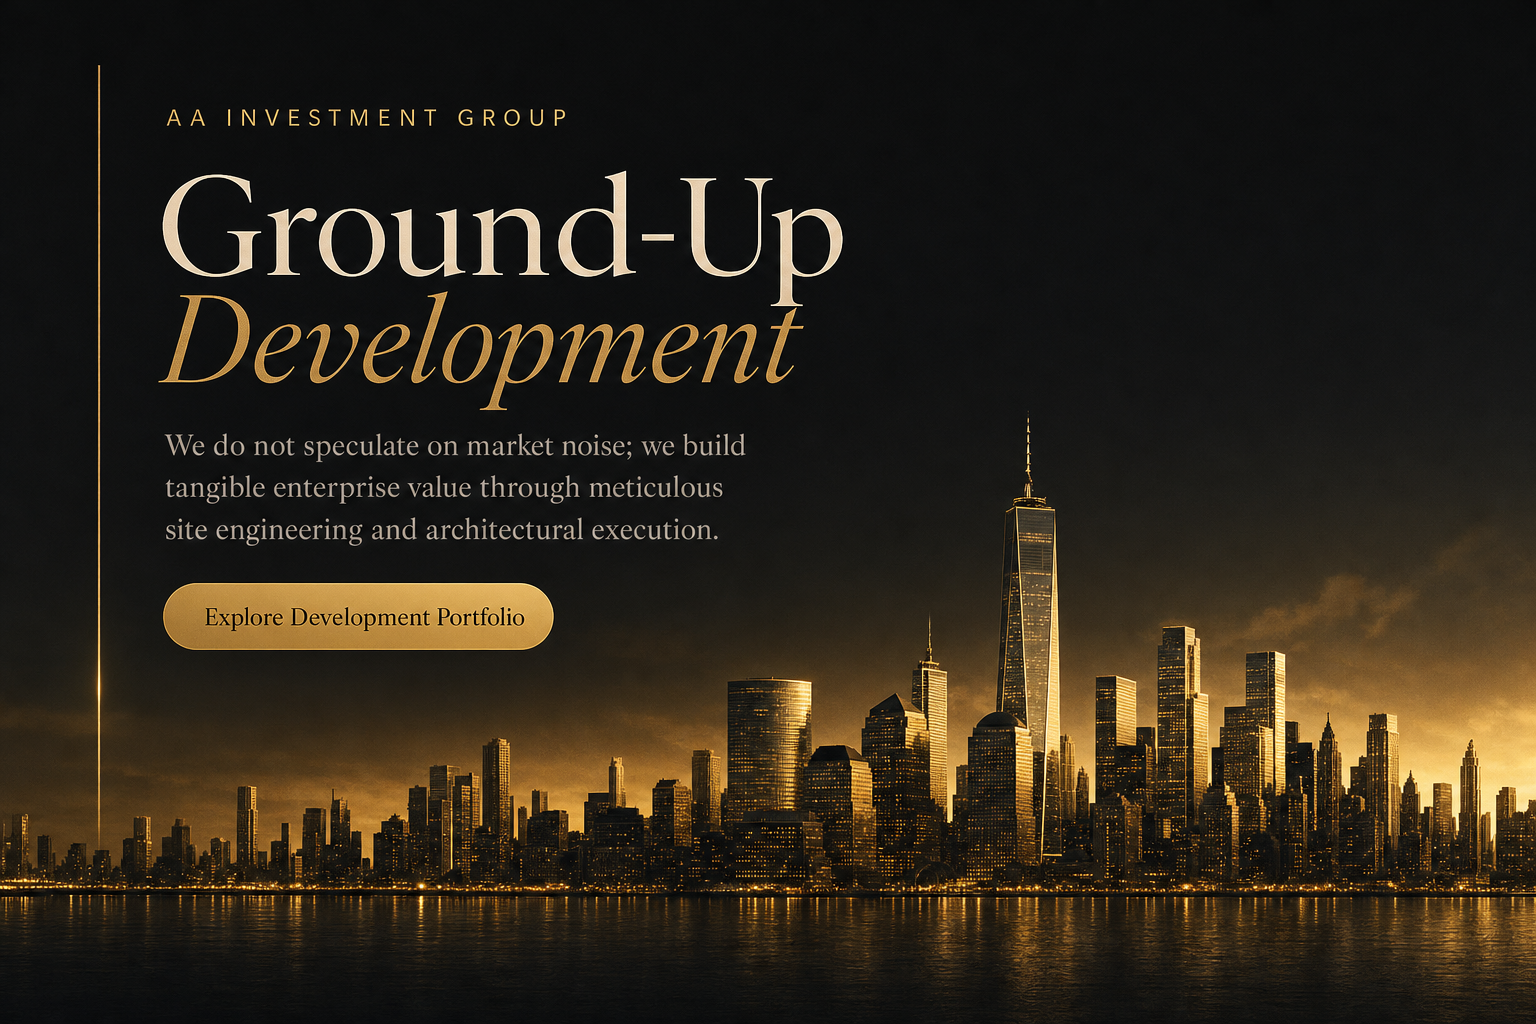 AA INVESTMENT GROUP
Ground-Up
Development
We do not speculate on market noise; we build
tangible enterprise value through meticulous
site engineering and architectural execution.
Explore Development Portfolio